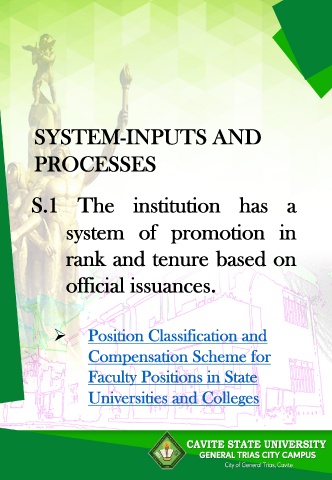 SYSTEM-INPUTS AND
PROCESSES
S.1 The institution has a
system of promotion in
rank and tenure based on
official issuances.
➢ Position Classification and
Compensation Scheme for
Faculty Positions in State
Universities and Colleges
CAVITE STATE UNIVERSITY
GENERAL TRIAS CITY CAMPUS
City of General Trias, Cavite